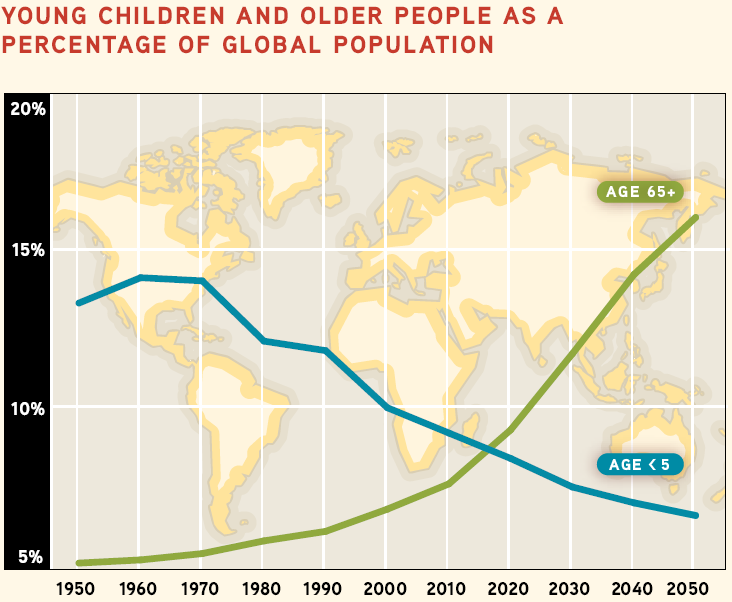 YOUNG CHILDREN AND OLDER PEOPLE AS A
PERCENTAGE OF GLOBAL POPULATION
20%
AGE 65+
15%
10%
AGE <5
5%
1950 1960 1970 1980 1990 2000 2010 2020 2030 2040 2050